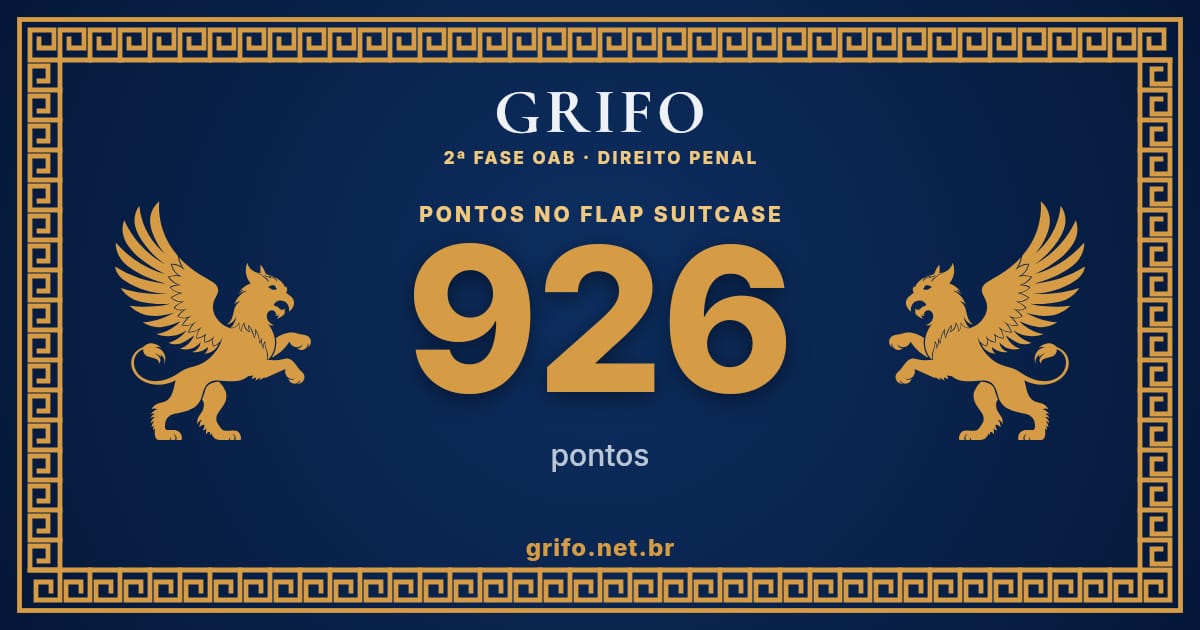 GRIFO
2ª FASE OAB · DIREITO PENAL
PONTOS NO FLAP SUITCASE
926
pontos
grifo.net.br